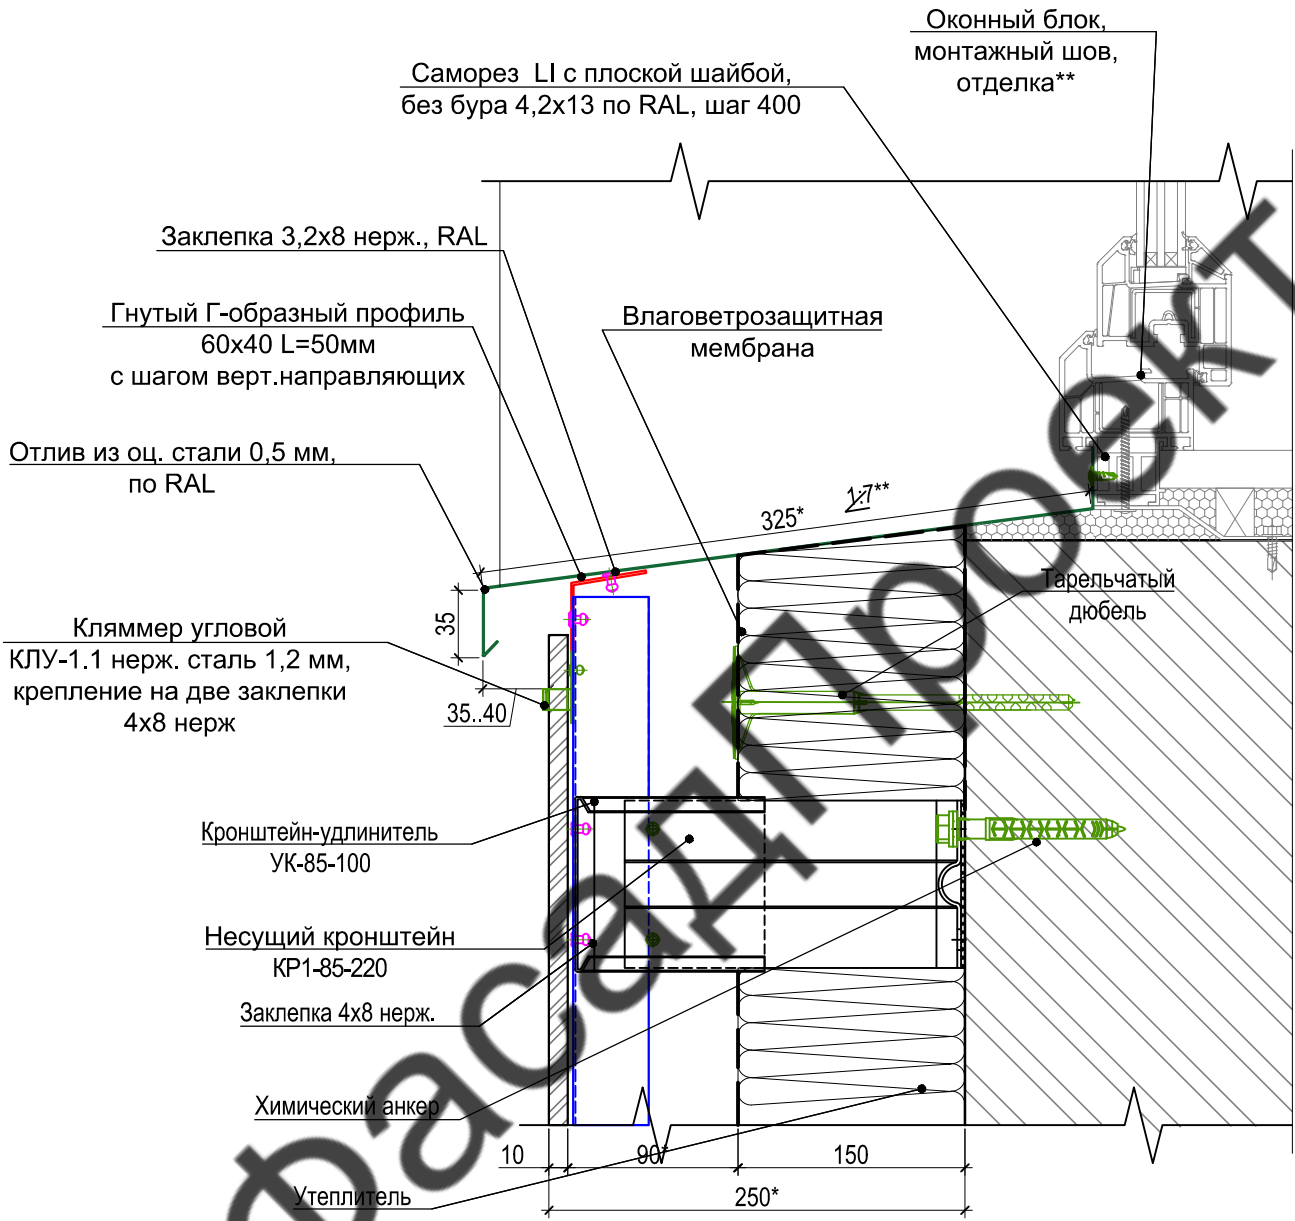 Оконный блок,
монтажный шов,
отделка**
Саморез LI с плоской шайбой,
без бура 4,2х13 по RAL, шаг 400
Заклепка 3,2х8 нерж., RAL
Гнутый Г-образный профиль
60х40 L=50мм
с шагом верт.направляющих
Влаговетрозащитная
мембрана
Отлив из оц. стали 0,5 мм,
по RAL
325*
1:7**
35
Тарельчатый
дюбель
Кляммер угловой
КЛУ-1.1 нерж. сталь 1,2 мм,
крепление на две заклепки
4х8 нерж
35..40
Кронштейн-удлинитель
УК-85-100
Несущий кронштейн
КР1-85-220
Заклепка 4х8 нерж.
Химический анкер
10
90*
150
Утеплитель
250*
ФасадПроект